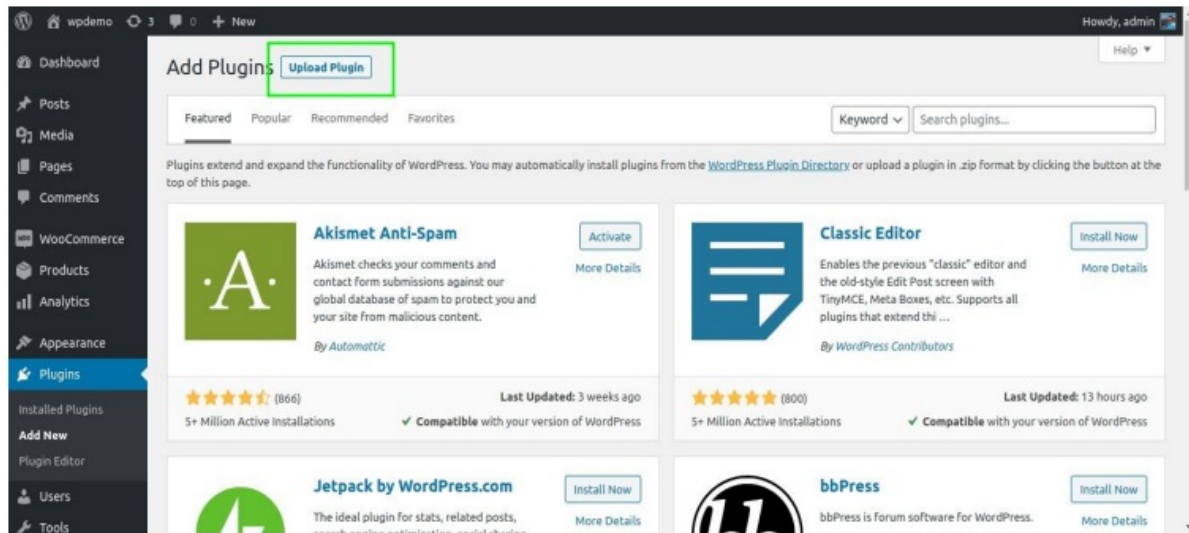 wpdemo 3 0 + New Howdy, admin
Dashboard
Posts
Media
Pages
Comments
WooCommerce
Products
Analytics
Appearance
Plugins
Installed Plugins
Add New
Plugin Editor
Users
Tools
Help
Add Plugins Upload Plugin
Featured Popular Recommended Favorites Keyword Search plugins...
Plugins extend and expand the functionality of WordPress. You may automatically install plugins from the WordPress Plugin Directory or upload a plugin in .zip format by clicking the button at the
top of this page.
Akismet Anti-Spam
Activate
More Details
Akismet checks your comments and
contact form submissions against our
global database of spam to protect you and
your site from malicious content.
By Automattic
(866)
Last Updated: 3 weeks ago
5+ Million Active Installations
Compatible with your version of WordPress
Classic Editor
Install Now
More Details
Enables the previous "classic" editor and
the old-style Edit Post screen with
TinyMCE, Meta Boxes, etc. Supports all
plugins that extend thi ...
By WordPress Contributors
(800)
Last Updated: 13 hours ago
5+ Million Active Installations
Compatible with your version of WordPress
Jetpack by WordPress.com
Install Now
More Details
The ideal plugin for stats, related posts,
search engine optimization, social sharing
bbPress
Install Now
More Details
bbPress is forum software for WordPress.